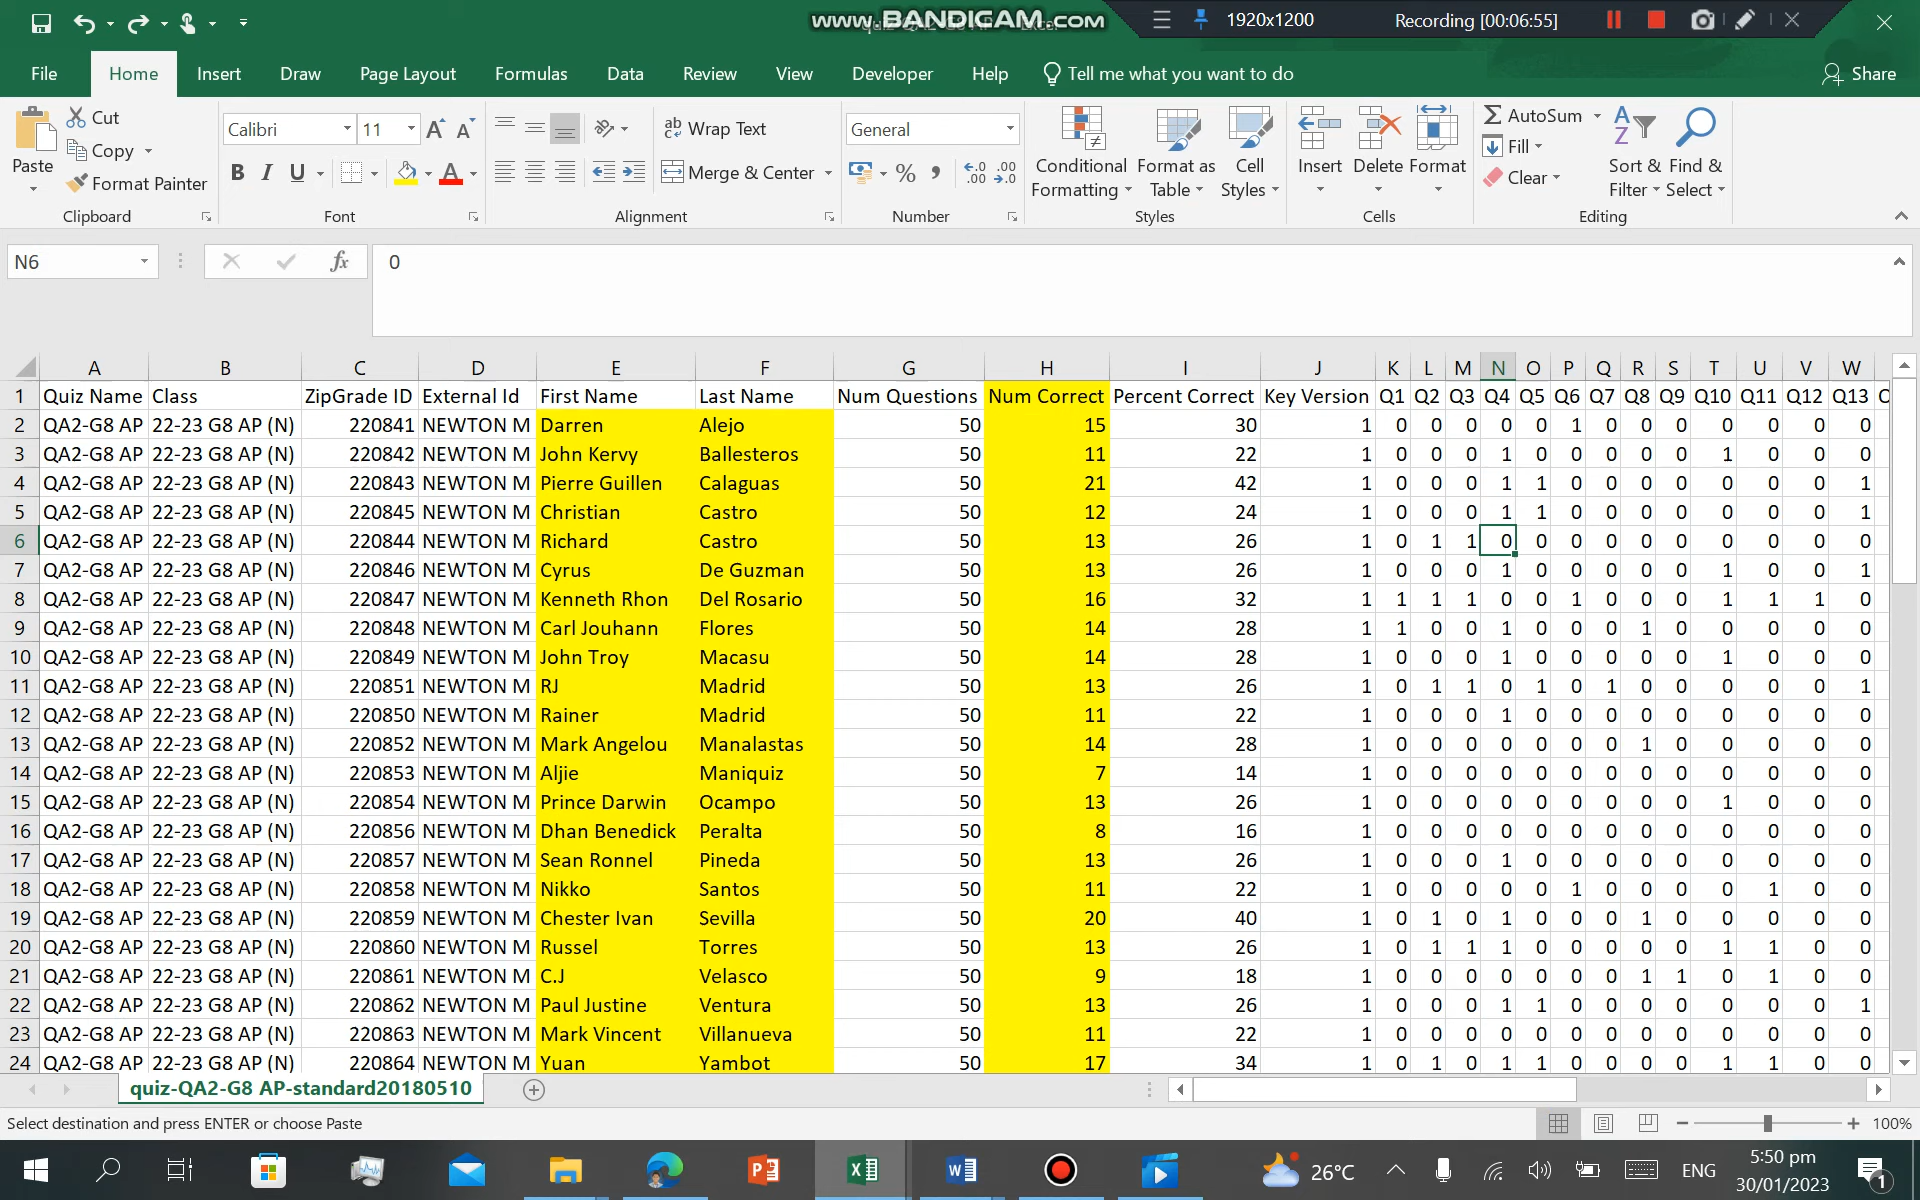 www.BANDICAM.com
1920x1200 Recording [00:06:55]
File Home Insert Draw Page Layout Formulas Data Review View Developer Help Tell me what you want to do Share
Paste Cut Copy Format Painter Clipboard
Calibri 11 B I U A Font
Wrap Text Merge & Center Alignment
General % , .00 Number
Conditional Formatting Format as Table Cell Styles Styles
Insert Delete Format Cells
AutoSum Fill Clear Sort & Filter Find & Select Editing
N6 fx 0
A B C D E F G H I J K L M N O P Q R S T U V W
1 Quiz Name Class ZipGrade ID External Id First Name Last Name Num Questions Num Correct Percent Correct Key Version Q1 Q2 Q3 Q4 Q5 Q6 Q7 Q8 Q9 Q10 Q11 Q12 Q13
2 QA2-G8 AP 22-23 G8 AP (N) 220841 NEWTON M Darren Alejo 50 15 30 1 0 0 0 0 0 1 0 0 0 0 0 0 0
3 QA2-G8 AP 22-23 G8 AP (N) 220842 NEWTON M John Kervy Ballesteros 50 11 22 1 0 0 0 1 0 0 0 0 0 1 0 0 0
4 QA2-G8 AP 22-23 G8 AP (N) 220843 NEWTON M Pierre Guillen Calaguas 50 21 42 1 0 0 0 1 1 0 0 0 0 0 0 0 1
5 QA2-G8 AP 22-23 G8 AP (N) 220845 NEWTON M Christian Castro 50 12 24 1 0 0 0 1 1 0 0 0 0 0 0 0 1
6 QA2-G8 AP 22-23 G8 AP (N) 220844 NEWTON M Richard Castro 50 13 26 1 0 1 1 0 0 0 0 0 0 0 0 0 0
7 QA2-G8 AP 22-23 G8 AP (N) 220846 NEWTON M Cyrus De Guzman 50 13 26 1 0 0 0 1 0 0 0 0 0 1 0 0 1
8 QA2-G8 AP 22-23 G8 AP (N) 220847 NEWTON M Kenneth Rhon Del Rosario 50 16 32 1 1 1 1 0 0 1 0 0 0 1 1 1 0
9 QA2-G8 AP 22-23 G8 AP (N) 220848 NEWTON M Carl Jouhann Flores 50 14 28 1 1 0 0 1 0 0 0 1 0 0 0 0 0
10 QA2-G8 AP 22-23 G8 AP (N) 220849 NEWTON M John Troy Macasu 50 14 28 1 0 0 0 1 0 0 0 0 0 1 0 0 0
11 QA2-G8 AP 22-23 G8 AP (N) 220851 NEWTON M RJ Madrid 50 13 26 1 0 1 1 0 1 0 1 0 0 0 0 0 1
12 QA2-G8 AP 22-23 G8 AP (N) 220850 NEWTON M Rainer Madrid 50 11 22 1 0 0 0 1 0 0 0 0 0 0 0 0 0
13 QA2-G8 AP 22-23 G8 AP (N) 220852 NEWTON M Mark Angelou Manalastas 50 14 28 1 0 0 0 0 0 0 0 1 0 0 0 0 0
14 QA2-G8 AP 22-23 G8 AP (N) 220853 NEWTON M Aljie Maniquiz 50 7 14 1 0 0 0 0 0 0 0 0 0 0 0 0 0
15 QA2-G8 AP 22-23 G8 AP (N) 220854 NEWTON M Prince Darwin Ocampo 50 13 26 1 0 0 0 0 0 0 0 0 0 1 0 0 0
16 QA2-G8 AP 22-23 G8 AP (N) 220856 NEWTON M Dhan Benedick Peralta 50 8 16 1 0 0 0 0 0 0 0 0 0 0 0 0 0
17 QA2-G8 AP 22-23 G8 AP (N) 220857 NEWTON M Sean Ronnel Pineda 50 13 26 1 0 0 0 1 0 0 0 0 0 0 0 0 0
18 QA2-G8 AP 22-23 G8 AP (N) 220858 NEWTON M Nikko Santos 50 11 22 1 0 0 0 0 0 1 0 0 0 0 1 0 0
19 QA2-G8 AP 22-23 G8 AP (N) 220859 NEWTON M Chester Ivan Sevilla 50 20 40 1 0 1 0 1 0 0 0 1 0 0 0 0 0
20 QA2-G8 AP 22-23 G8 AP (N) 220860 NEWTON M Russel Torres 50 13 26 1 0 1 1 1 0 0 0 0 0 1 1 0 0
21 QA2-G8 AP 22-23 G8 AP (N) 220861 NEWTON M C.J Velasco 50 9 18 1 0 0 0 0 0 0 0 1 1 0 1 0 0
22 QA2-G8 AP 22-23 G8 AP (N) 220862 NEWTON M Paul Justine Ventura 50 13 26 1 0 0 0 1 1 0 0 0 0 0 0 0 1
23 QA2-G8 AP 22-23 G8 AP (N) 220863 NEWTON M Mark Vincent Villanueva 50 11 22 1 0 0 0 0 0 0 0 0 0 0 0 0 0
24 QA2-G8 AP 22-23 G8 AP (N) 220864 NEWTON M Yuan Yambot 50 17 34 1 0 1 0 1 1 0 0 0 0 1 1 0 0
quiz-QA2-G8 AP-standard20180510
Select destination and press ENTER or choose Paste 100%
26°C ENG 5:50 pm
30/01/2023 1